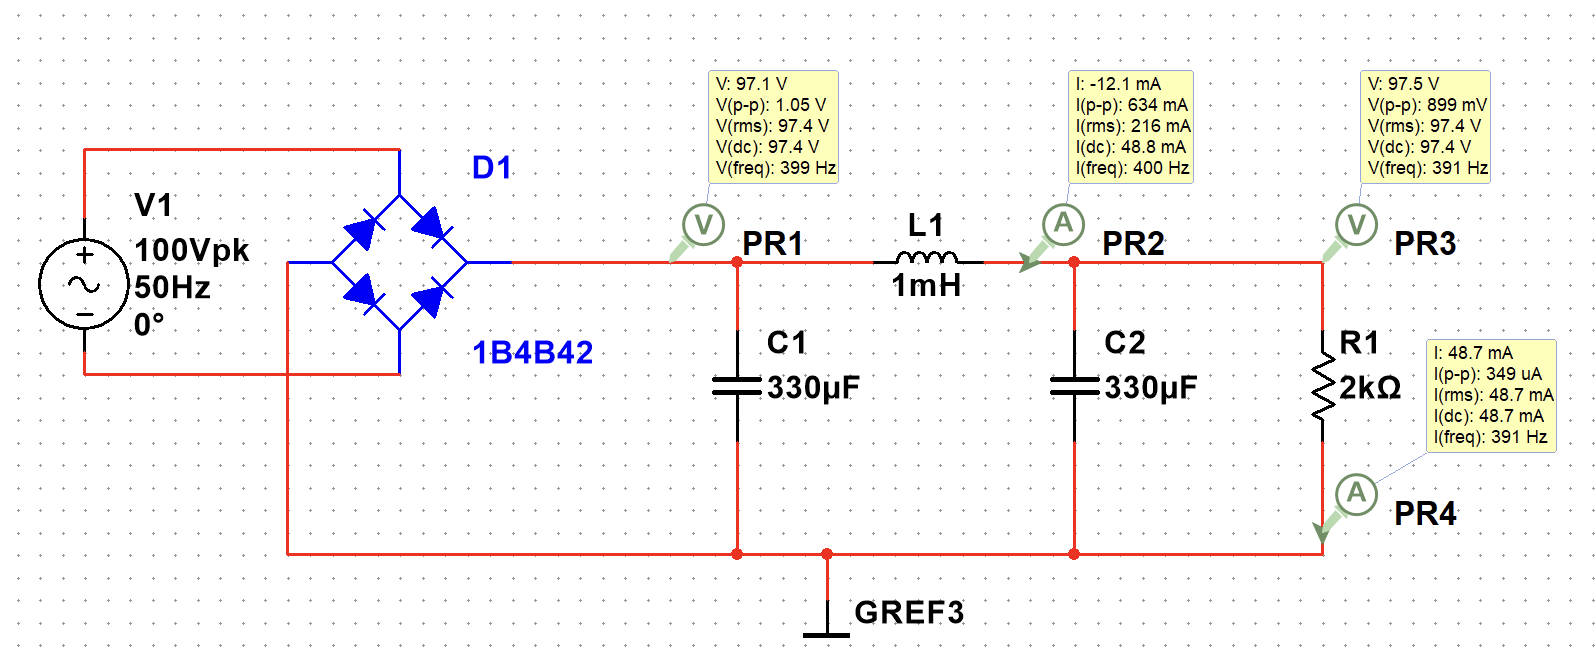 V: 97.1 V
V(p-p): 1.05 V
V(rms): 97.4 V
V(dc): 97.4 V
V(freq): 399 Hz
I: -12.1 mA
I(p-p): 634 mA
I(rms): 216 mA
I(dc): 48.8 mA
I(freq): 400 Hz
V: 97.5 V
V(p-p): 899 mV
V(rms): 97.4 V
V(dc): 97.4 V
V(freq): 391 Hz
D1
V1
100Vpk
50Hz
0°
1B4B42
V
PR1
L1
1mH
A
PR2
V
PR3
C1
330µF
C2
330µF
R1
2kΩ
I: 48.7 mA
I(p-p): 349 uA
I(rms): 48.7 mA
I(dc): 48.7 mA
I(freq): 391 Hz
A
PR4
GREF3